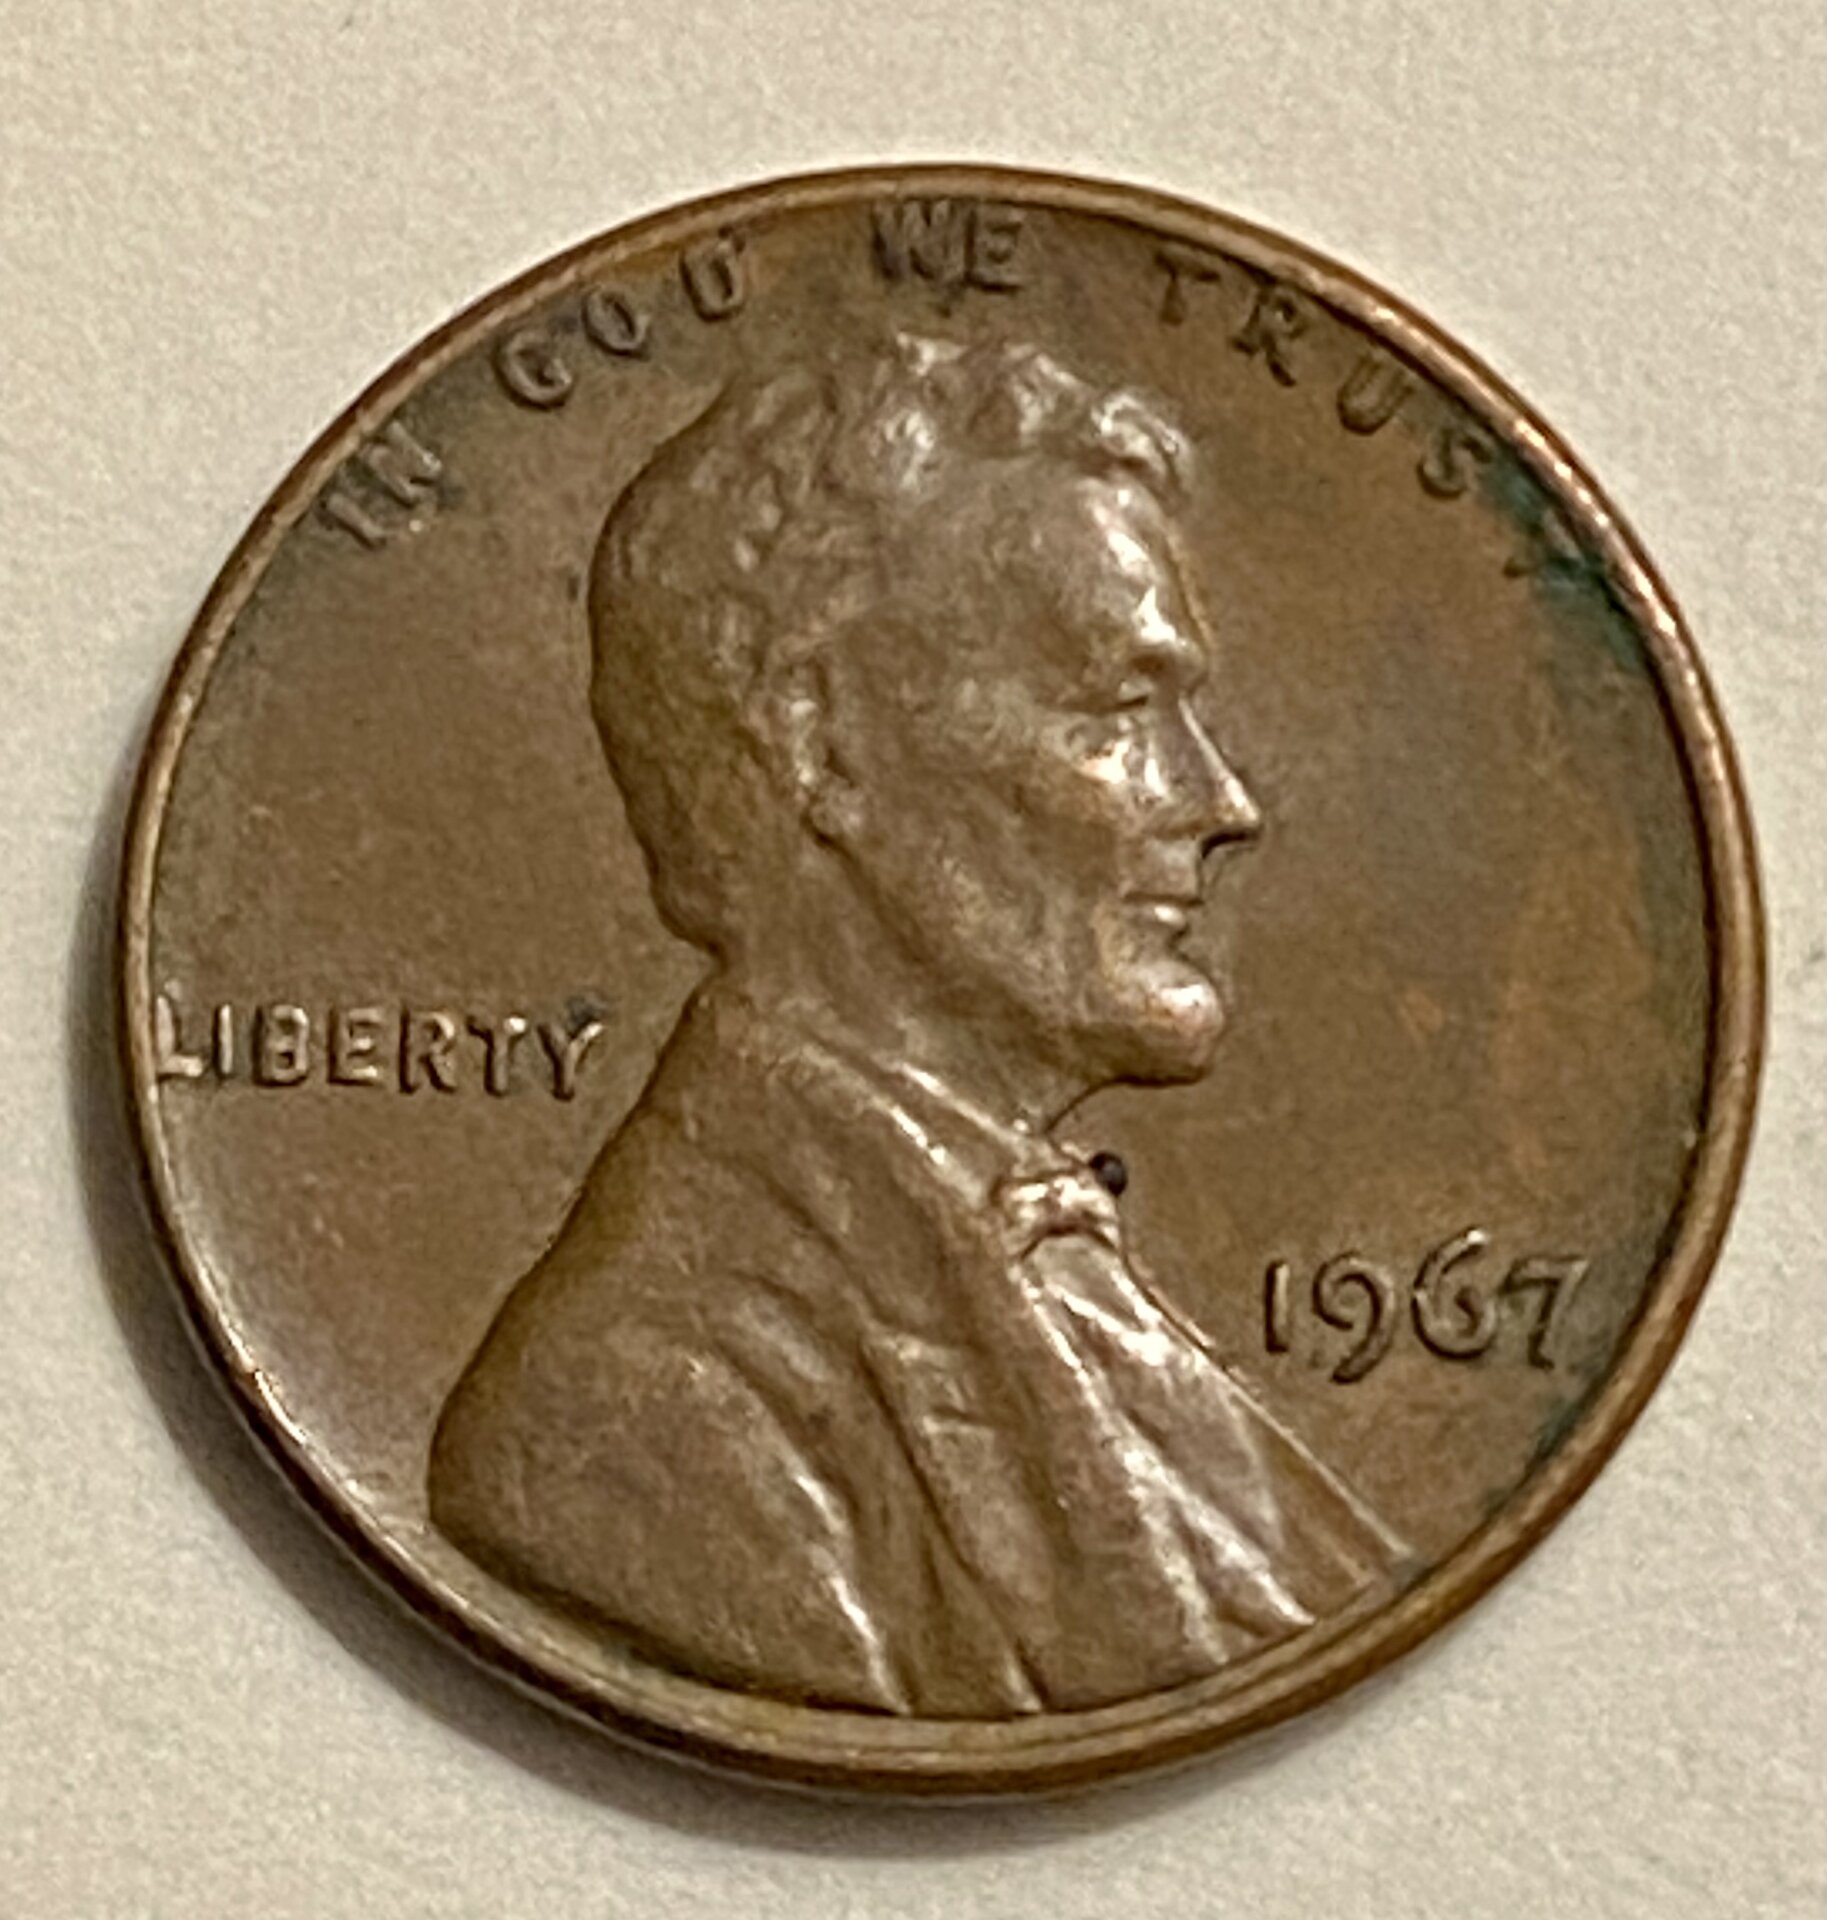 IN GOD WE TRUST
LIBERTY
1967